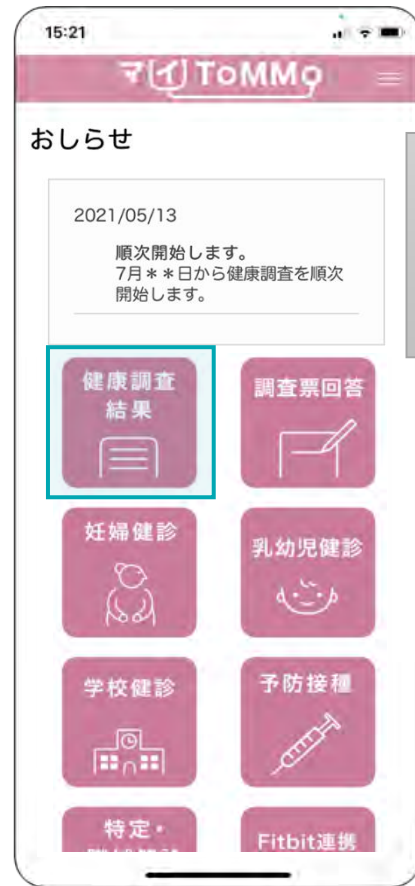 15:21
マイToMMo
おしらせ
2021/05/13
順次開始します。
7月＊＊日から健康調査を順次
開始します。
健康調査
結果
調査票回答
妊婦健診
乳幼児健診
学校健診
予防接種
特定・
Fitbit連携